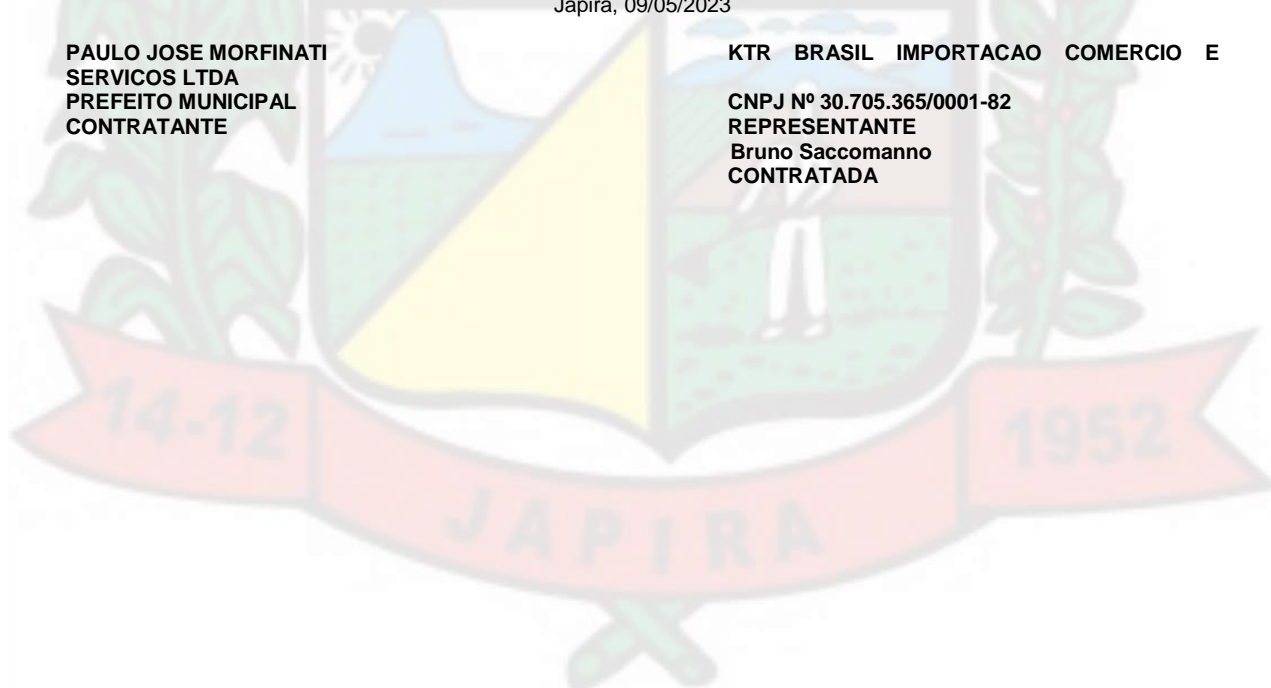 Japira, 09/05/2023
PAULO JOSE MORFINATI
SERVICOS LTDA
PREFEITO MUNICIPAL
CONTRATANTE
KTR BRASIL IMPORTACAO COMERCIO E
CNPJ Nº 30.705.365/0001-82
REPRESENTANTE
Bruno Saccomanno
CONTRATADA
14-12
JAPIRA
1952